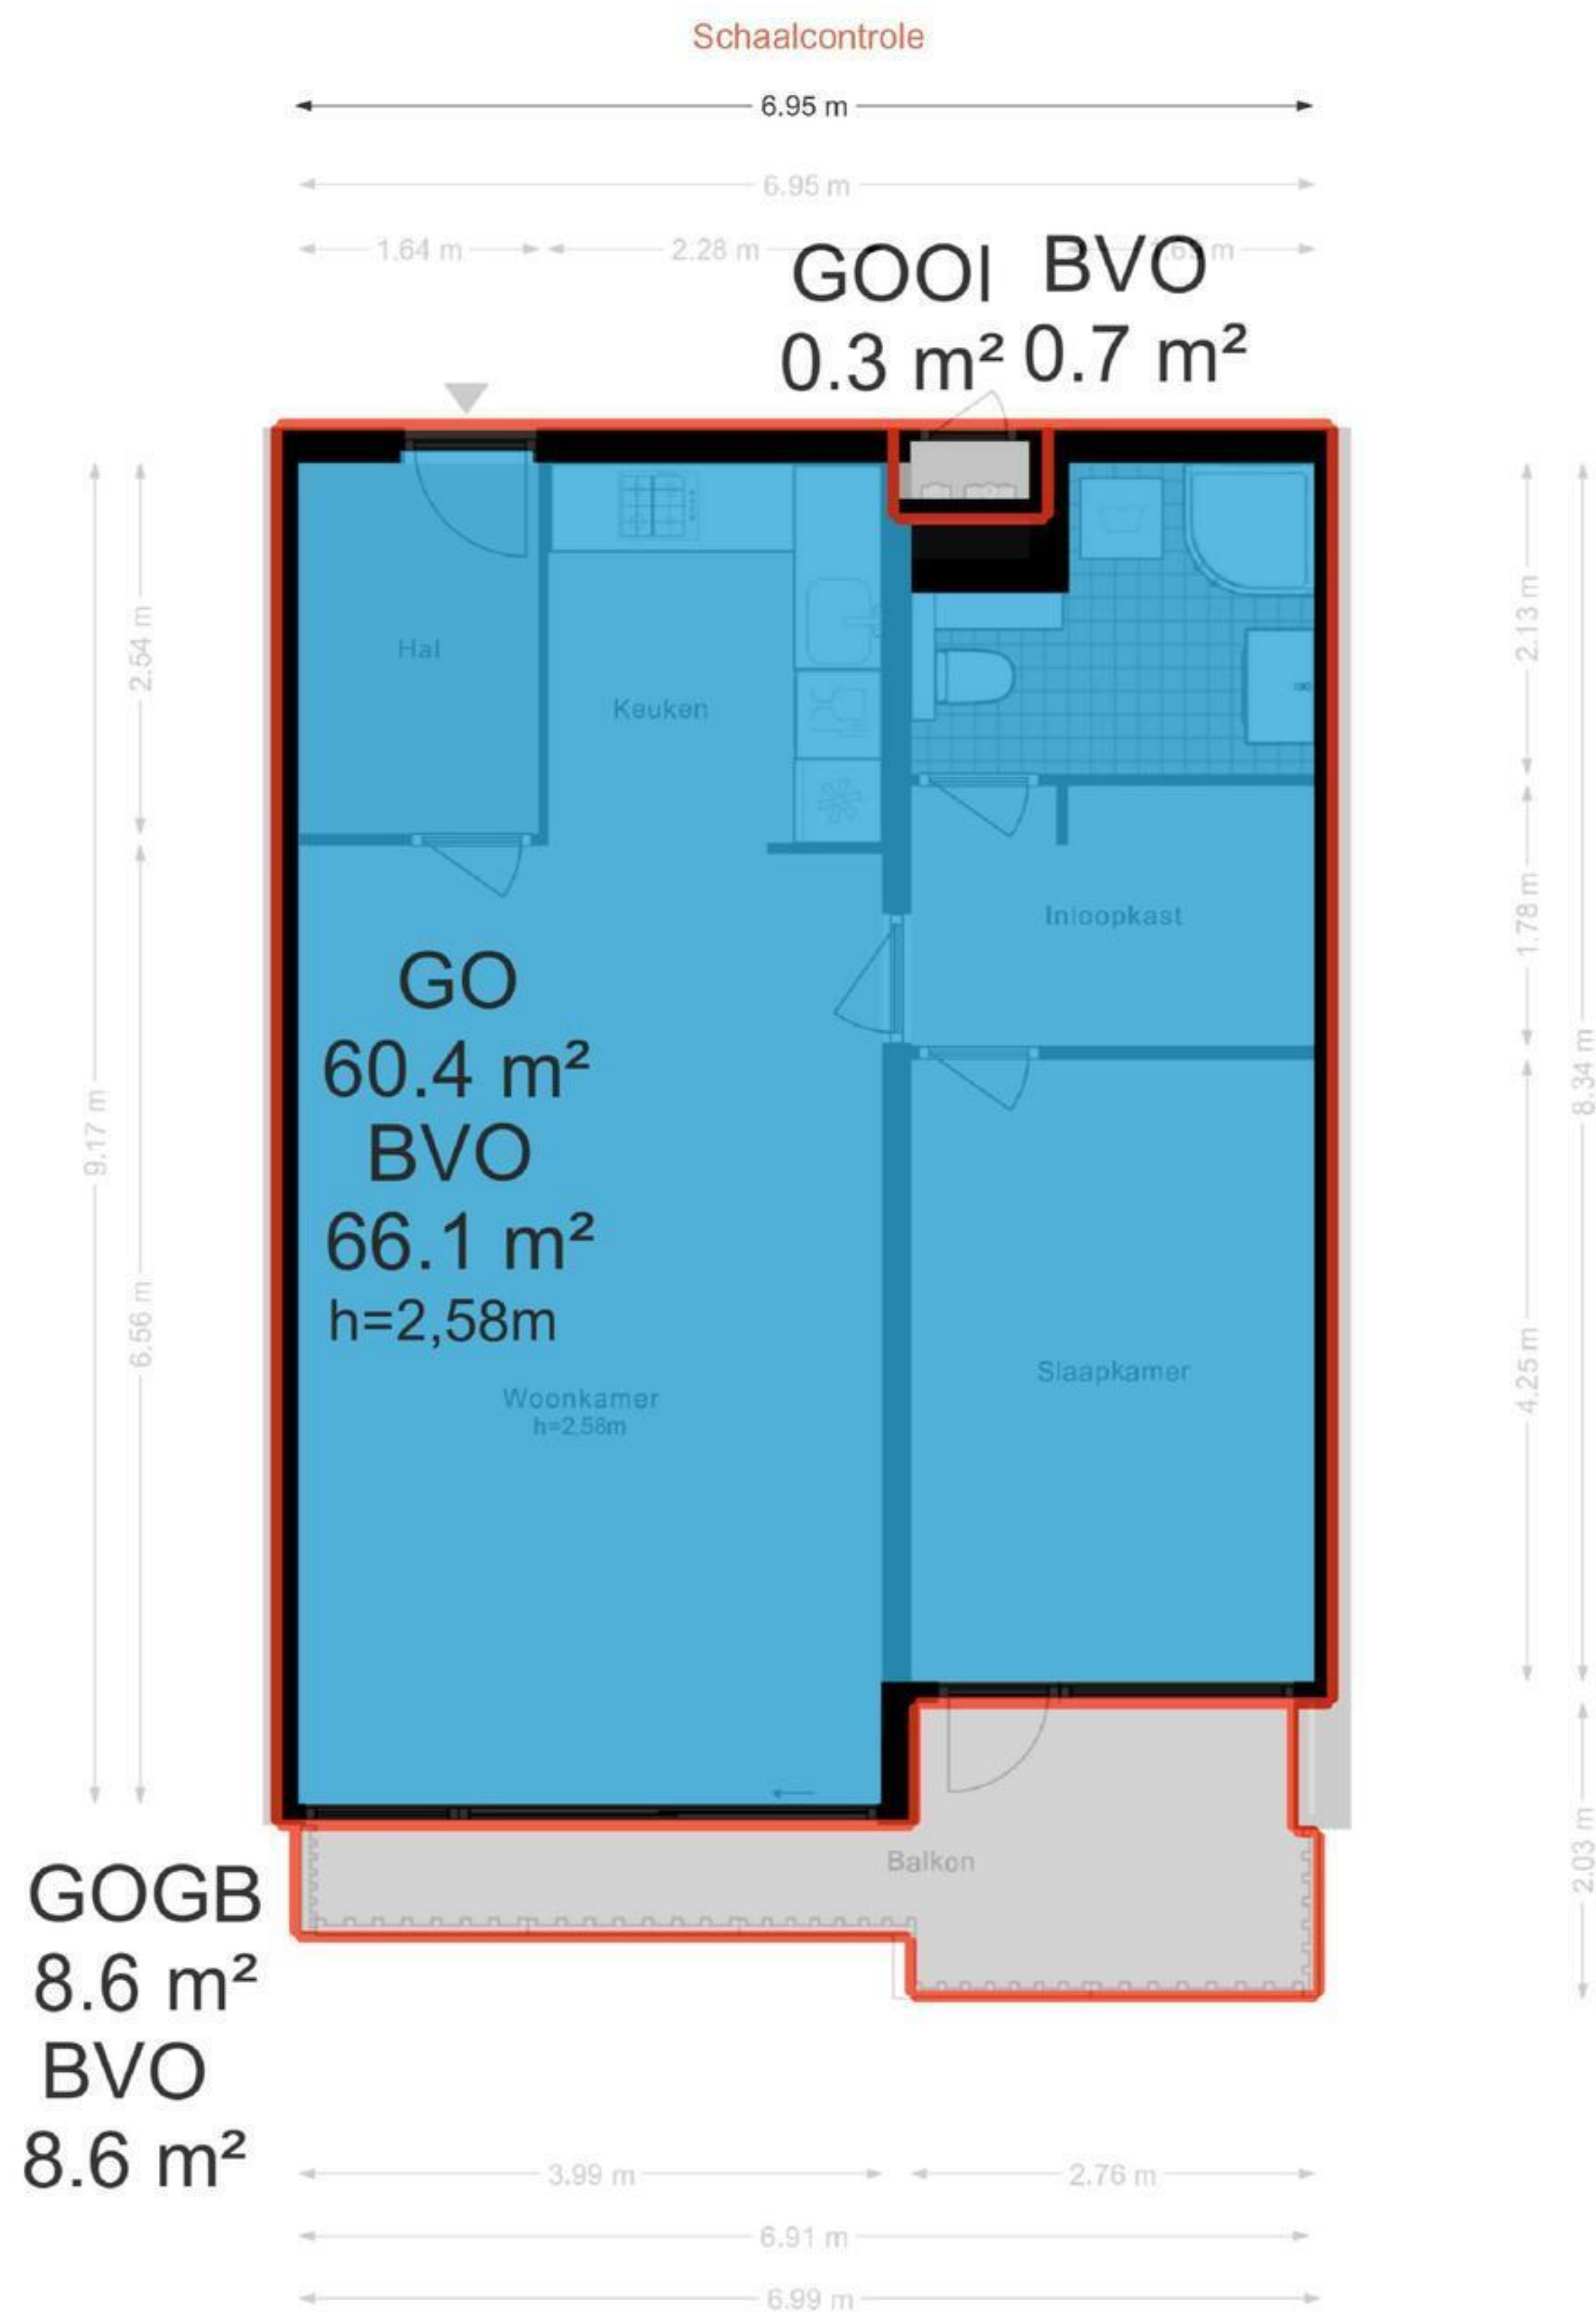 Schaalcontrole
6.95 m
6.95 m
1.64 m
2.28 m
GOOI BVO
0.3 m² 0.7 m²
Hal
Keuken
2.54 m
2.13 m
Inloopkast
1.78 m
GO
60.4 m²
BVO
66.1 m²
h=2,58m
9.17 m
8.34 m
6.56 m
4.25 m
Slaapkamer
Woonkamer
h=2,58m
Balkon
2.03 m
GOGB
8.6 m²
BVO
8.6 m²
3.99 m
2.76 m
6.91 m
6.99 m